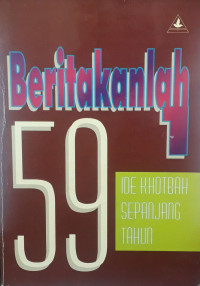 Beritakanlah
59
IDE KHOTBAH
SEPANJANG
TAHUN